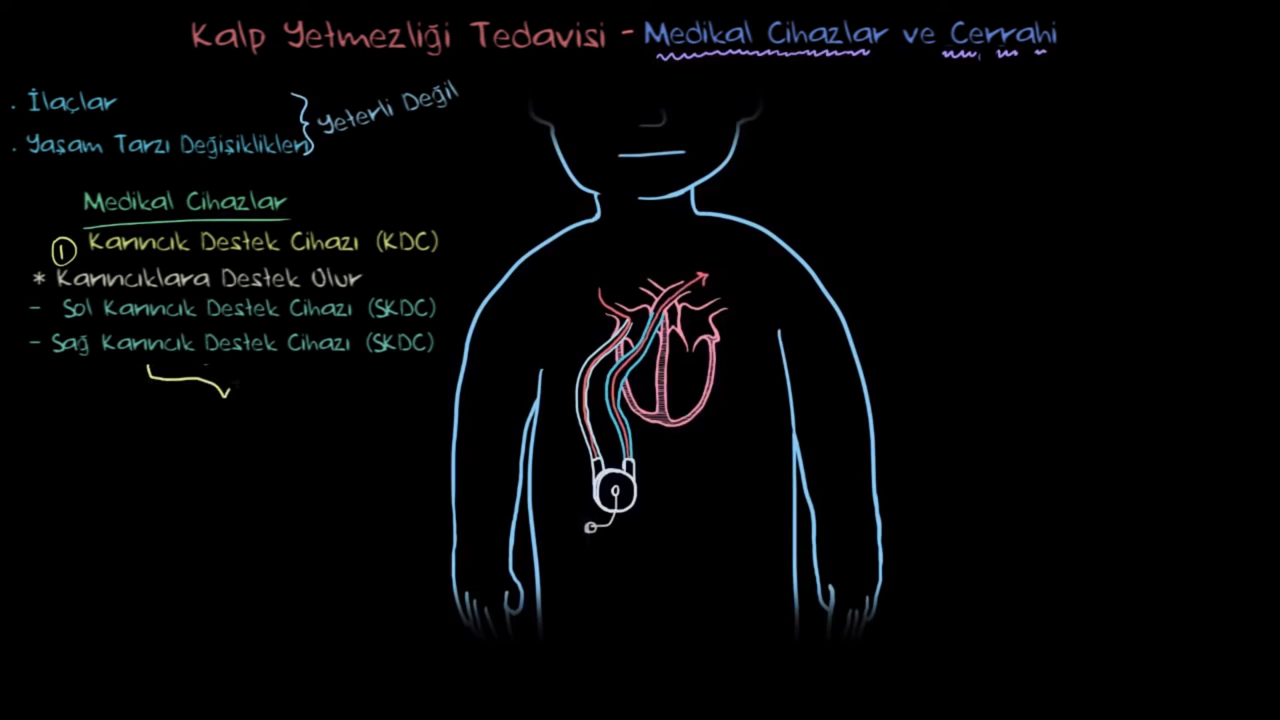 Kalp Yetmezliği Tedavisi - Medikal Cihazlar ve Cerrahi
. İlaçlar
. Yaşam Tarzı Değişiklikleri
Yeterli Değil
Medikal Cihazlar
1 Karıncık Destek Cihazı (KDC)
* Karıncıklara Destek Olur
- Sol Karıncık Destek Cihazı (SKDC)
- Sağ Karıncık Destek Cihazı (SKDC)